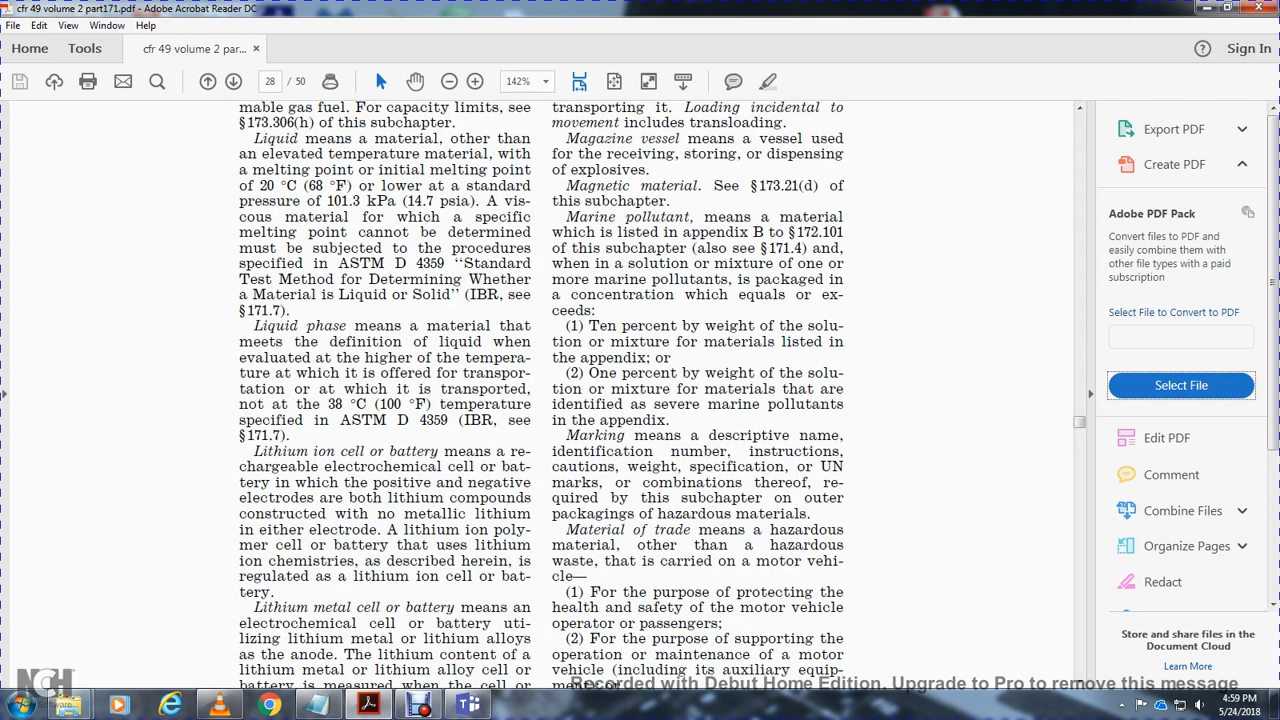 cfr 49 volume 2 part171.pdf - Adobe Acrobat Reader DC
File Edit View Window Help
Home Tools cfr 49 volume 2 par... × Sign In
28 / 50 142%
mable gas fuel. For capacity limits, see
§173.306(h) of this subchapter.
Liquid means a material, other than
an elevated temperature material, with
a melting point or initial melting point
of 20 °C (68 °F) or lower at a standard
pressure of 101.3 kPa (14.7 psia). A vis-
cous material for which a specific
melting point cannot be determined
must be subjected to the procedures
specified in ASTM D 4359 ‘‘Standard
Test Method for Determining Whether
a Material is Liquid or Solid’’ (IBR, see
§171.7).
Liquid phase means a material that
meets the definition of liquid when
evaluated at the higher of the tempera-
ture at which it is offered for transpor-
tation or at which it is transported,
not at the 38 °C (100 °F) temperature
specified in ASTM D 4359 (IBR, see
§171.7).
Lithium ion cell or battery means a re-
chargeable electrochemical cell or bat-
tery in which the positive and negative
electrodes are both lithium compounds
constructed with no metallic lithium
in either electrode. A lithium ion poly-
mer cell or battery that uses lithium
ion chemistries, as described herein, is
regulated as a lithium ion cell or bat-
tery.
Lithium metal cell or battery means an
electrochemical cell or battery uti-
lizing lithium metal or lithium alloys
as the anode. The lithium content of a
lithium metal or lithium alloy cell or
battery is measured when the cell or
transporting it. Loading incidental to
movement includes transloading.
Magazine vessel means a vessel used
for the receiving, storing, or dispensing
of explosives.
Magnetic material. See §173.21(d) of
this subchapter.
Marine pollutant, means a material
which is listed in appendix B to §172.101
of this subchapter (also see §171.4) and,
when in a solution or mixture of one or
more marine pollutants, is packaged in
a concentration which equals or ex-
ceeds:
(1) Ten percent by weight of the solu-
tion or mixture for materials listed in
the appendix; or
(2) One percent by weight of the solu-
tion or mixture for materials that are
identified as severe marine pollutants
in the appendix.
Marking means a descriptive name,
identification number, instructions,
cautions, weight, specification, or UN
marks, or combinations thereof, re-
quired by this subchapter on outer
packagings of hazardous materials.
Material of trade means a hazardous
material, other than a hazardous
waste, that is carried on a motor vehi-
cle—
(1) For the purpose of protecting the
health and safety of the motor vehicle
operator or passengers;
(2) For the purpose of supporting the
operation or maintenance of a motor
vehicle (including its auxiliary equip-
Export PDF
Create PDF
Adobe PDF Pack
Convert files to PDF and
easily combine them with
other file types with a paid
subscription
Select File to Convert to PDF
Select File
Edit PDF
Comment
Combine Files
Organize Pages
Redact
Store and share files in the
Document Cloud
Learn More
NCH
Recorded with Debut Home Edition. Upgrade to Pro to remove this message
4:59 PM
5/24/2018